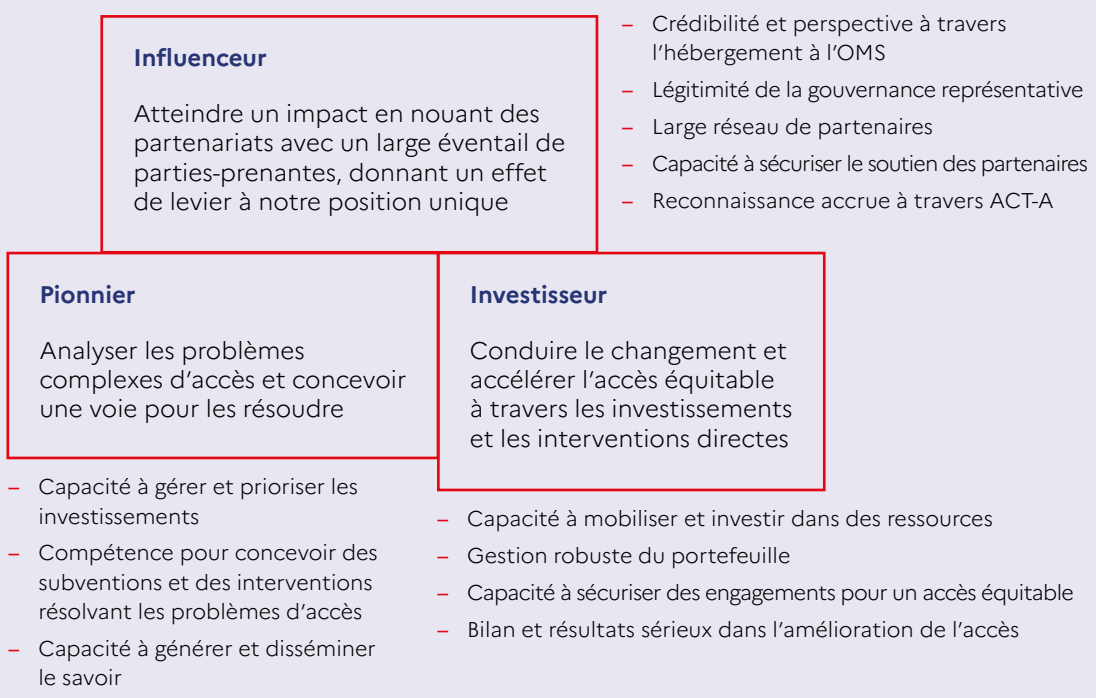 Influenceur
Atteindre un impact en nouant des
partenariats avec un large éventail de
parties-prenantes, donnant un effet
de levier à notre position unique
– Crédibilité et perspective à travers
l’hébergement à l’OMS
– Légitimité de la gouvernance représentative
– Large réseau de partenaires
– Capacité à sécuriser le soutien des partenaires
– Reconnaissance accrue à travers ACT-A
Pionnier
Analyser les problèmes
complexes d’accès et concevoir
une voie pour les résoudre
– Capacité à gérer et prioriser les
investissements
– Compétence pour concevoir des
subventions et des interventions
résolvant les problèmes d’accès
– Capacité à générer et disséminer
le savoir
Investisseur
Conduire le changement et
accélérer l’accès équitable
à travers les investissements
et les interventions directes
– Capacité à mobiliser et investir dans des ressources
– Gestion robuste du portefeuille
– Capacité à sécuriser des engagements pour un accès équitable
– Bilan et résultats sérieux dans l’amélioration de l’accès